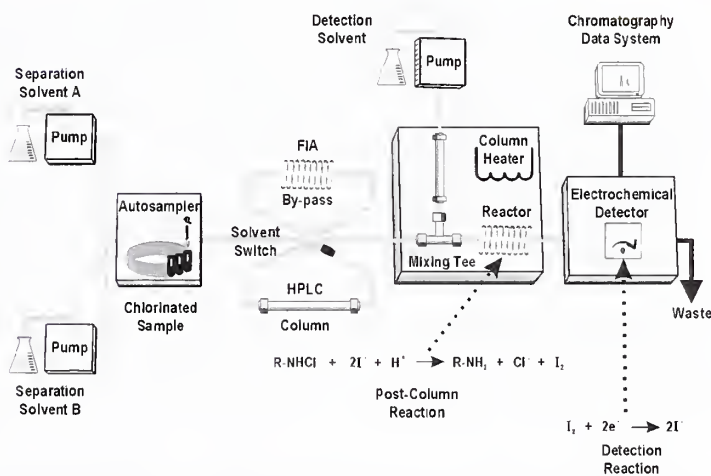 Detection
Solvent
Pump
Chromatography
Data System
Separation
Solvent A
Pump
FIA
By-pass
Column
Heater
Autosampler
Solvent
Switch
Reactor
Mixing Tee
Electrochemical
Detector
HPLC
Column
Chlorinated
Sample
Waste
Pump
Separation
Solvent B
R-NHCl + 2I⁻ + H⁺ → R-NH₂ + Cl⁻ + I₂
Post-Column
Reaction
I₂ + 2e⁻ → 2I⁻
Detection
Reaction